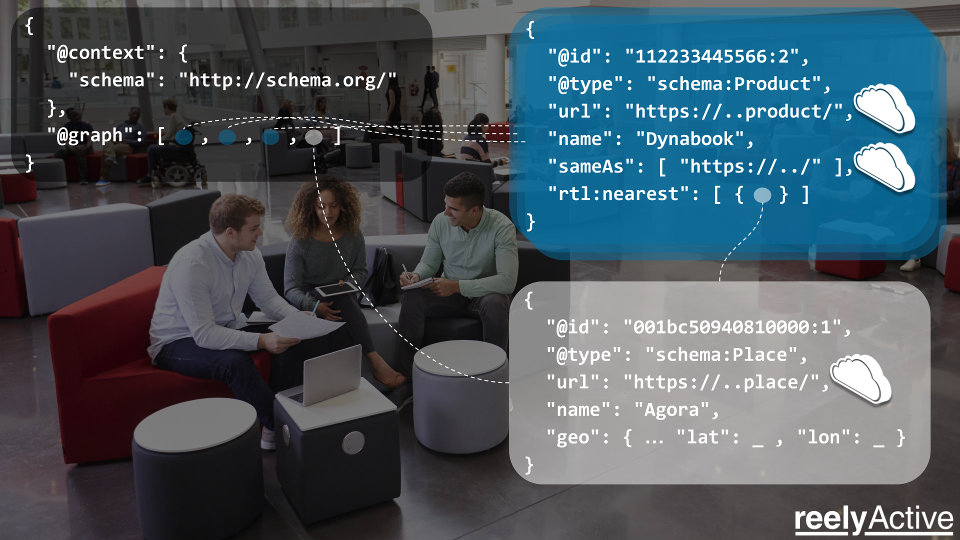 {
"@context": {
"schema": "http://schema.org/"
},
"@graph": [ , , , ]
}
{
"@id": "112233445566:2",
"@type": "schema:Product",
"url": "https://..product/",
"name": "Dynabook",
"sameAs": [ "https://../" ],
"rtl:nearest": [ { } ]
}
{
"@id": "001bc50940810000:1",
"@type": "schema:Place",
"url": "https://..place/",
"name": "Agora",
"geo": { … "lat": _ , "lon": _ }
}
reelyActive